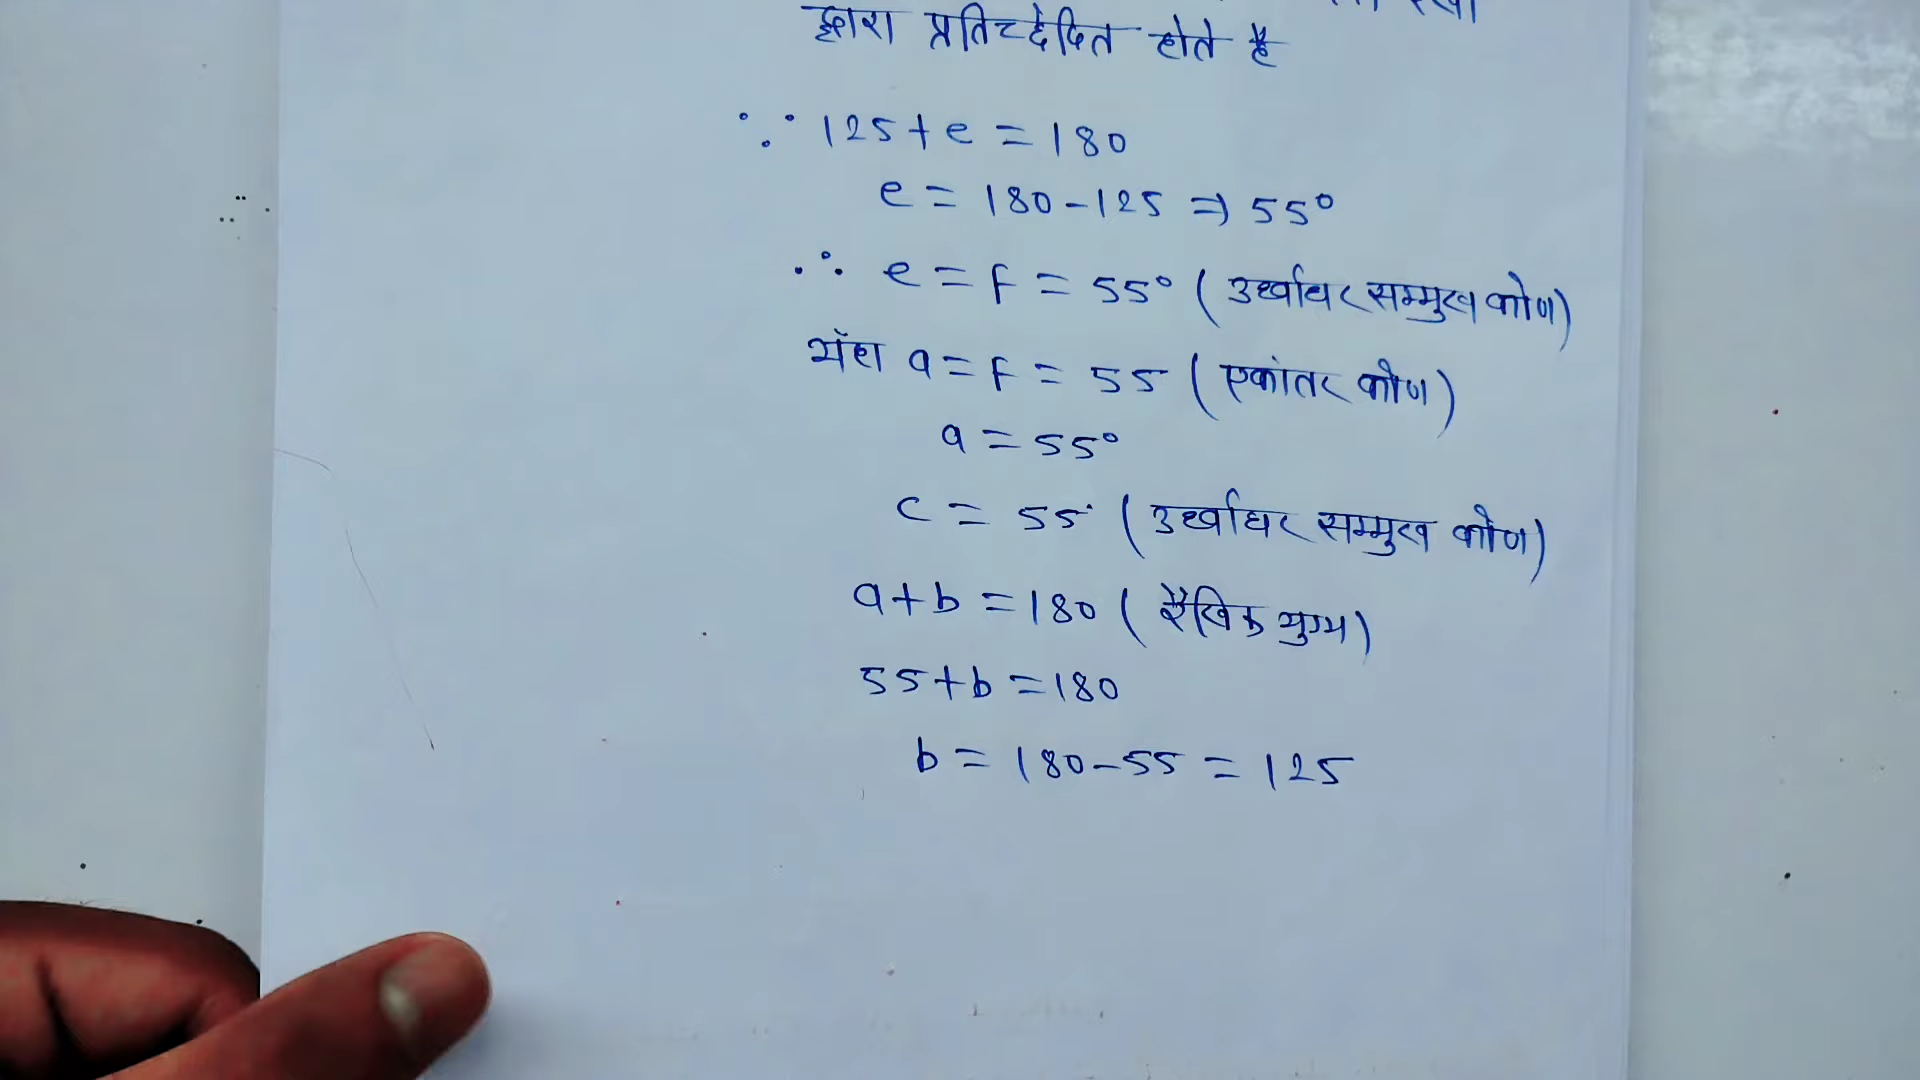 द्वारा प्रतिच्छेदित होते है
∵ 125+e = 180
e = 180-125 ⇒ 55°
∴ e = f = 55° ( उर्ध्वाधर सम्मुख कोण)
यँहा a = f = 55 ( एकांतर कोण)
a = 55°
c = 55° ( उर्ध्वाधर सम्मुख कोण)
a+b = 180 ( रैखिक युग्म)
55+b = 180
b = 180-55 = 125